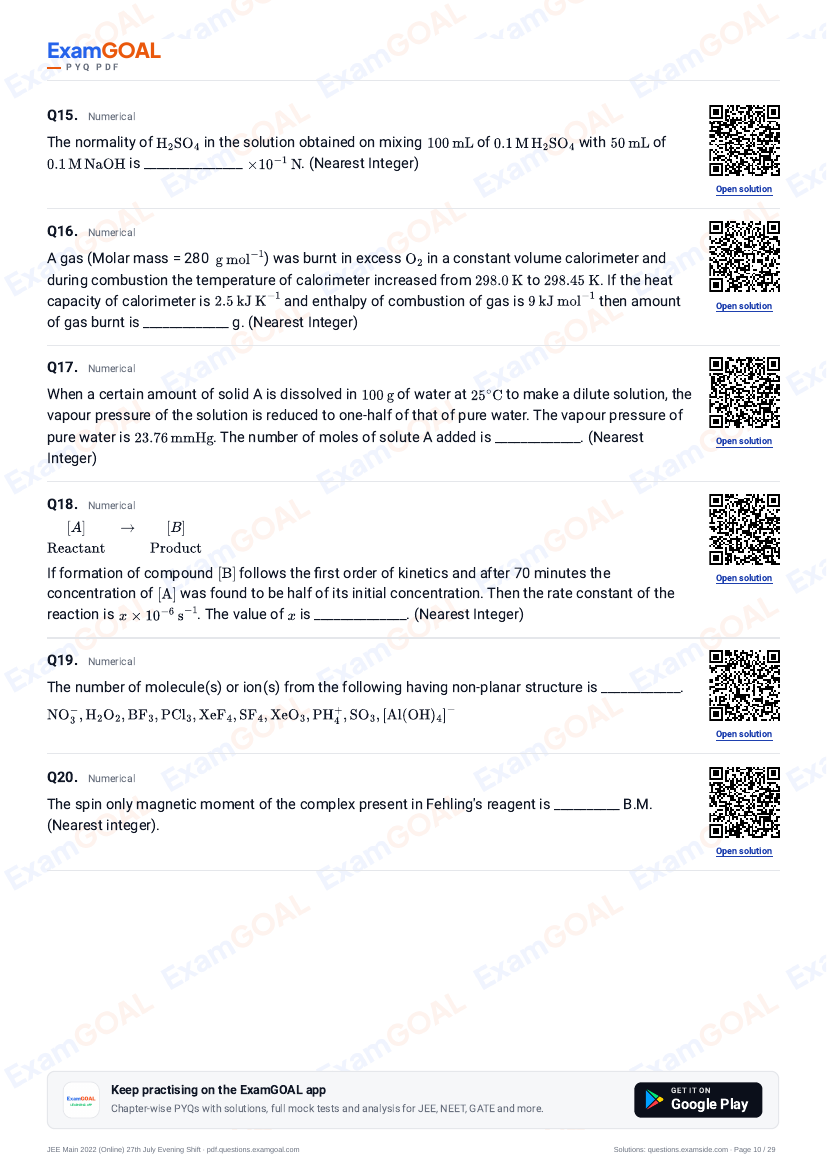 ExamGOAL
PYQ PDF
Q15. Numerical
The normality of H₂SO₄ in the solution obtained on mixing 100 mL of 0.1 M H₂SO₄ with 50 mL of
0.1 M NaOH is ______________ ×10⁻¹ N. (Nearest Integer)
Open solution
Q16. Numerical
A gas (Molar mass = 280 g mol⁻¹) was burnt in excess O₂ in a constant volume calorimeter and
during combustion the temperature of calorimeter increased from 298.0 K to 298.45 K. If the heat
capacity of calorimeter is 2.5 kJ K⁻¹ and enthalpy of combustion of gas is 9 kJ mol⁻¹ then amount
of gas burnt is _____________ g. (Nearest Integer)
Open solution
Q17. Numerical
When a certain amount of solid A is dissolved in 100 g of water at 25°C to make a dilute solution, the
vapour pressure of the solution is reduced to one-half of that of pure water. The vapour pressure of
pure water is 23.76 mmHg. The number of moles of solute A added is _____________. (Nearest
Integer)
Open solution
Q18. Numerical
[A] → [B]
Reactant Product
If formation of compound [B] follows the first order of kinetics and after 70 minutes the
concentration of [A] was found to be half of its initial concentration. Then the rate constant of the
reaction is x × 10⁻⁶ s⁻¹. The value of x is ______________. (Nearest Integer)
Open solution
Q19. Numerical
The number of molecule(s) or ion(s) from the following having non-planar structure is ____________.
NO₃⁻, H₂O₂, BF₃, PCl₃, XeF₄, SF₄, XeO₃, PH₄⁺, SO₃, [Al(OH)₄]⁻
Open solution
Q20. Numerical
The spin only magnetic moment of the complex present in Fehling's reagent is __________ B.M.
(Nearest integer).
Open solution
Keep practising on the ExamGOAL app
Chapter-wise PYQs with solutions, full mock tests and analysis for JEE, NEET, GATE and more.
GET IT ON
Google Play
JEE Main 2022 (Online) 27th July Evening Shift · pdf.questions.examgoal.com
Solutions: questions.examside.com · Page 10 / 29